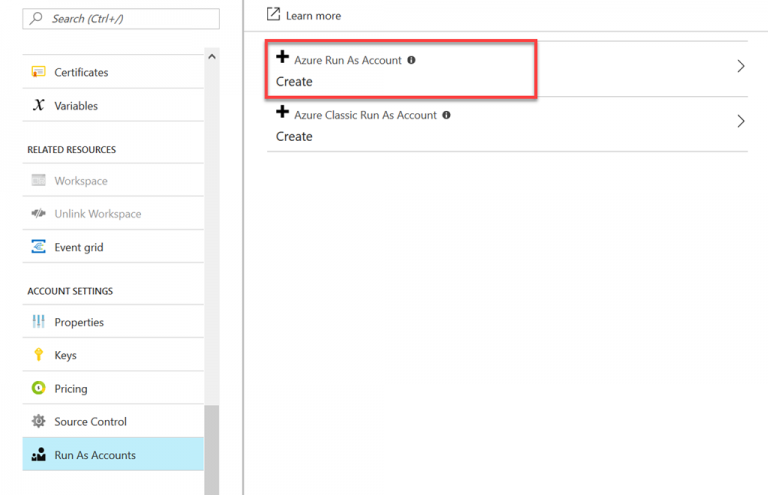 Search (Ctrl+/)
Certificates
Variables
RELATED RESOURCES
Workspace
Unlink Workspace
Event grid
ACCOUNT SETTINGS
Properties
Keys
Pricing
Source Control
Run As Accounts
Learn more
Azure Run As Account
Create
Azure Classic Run As Account
Create